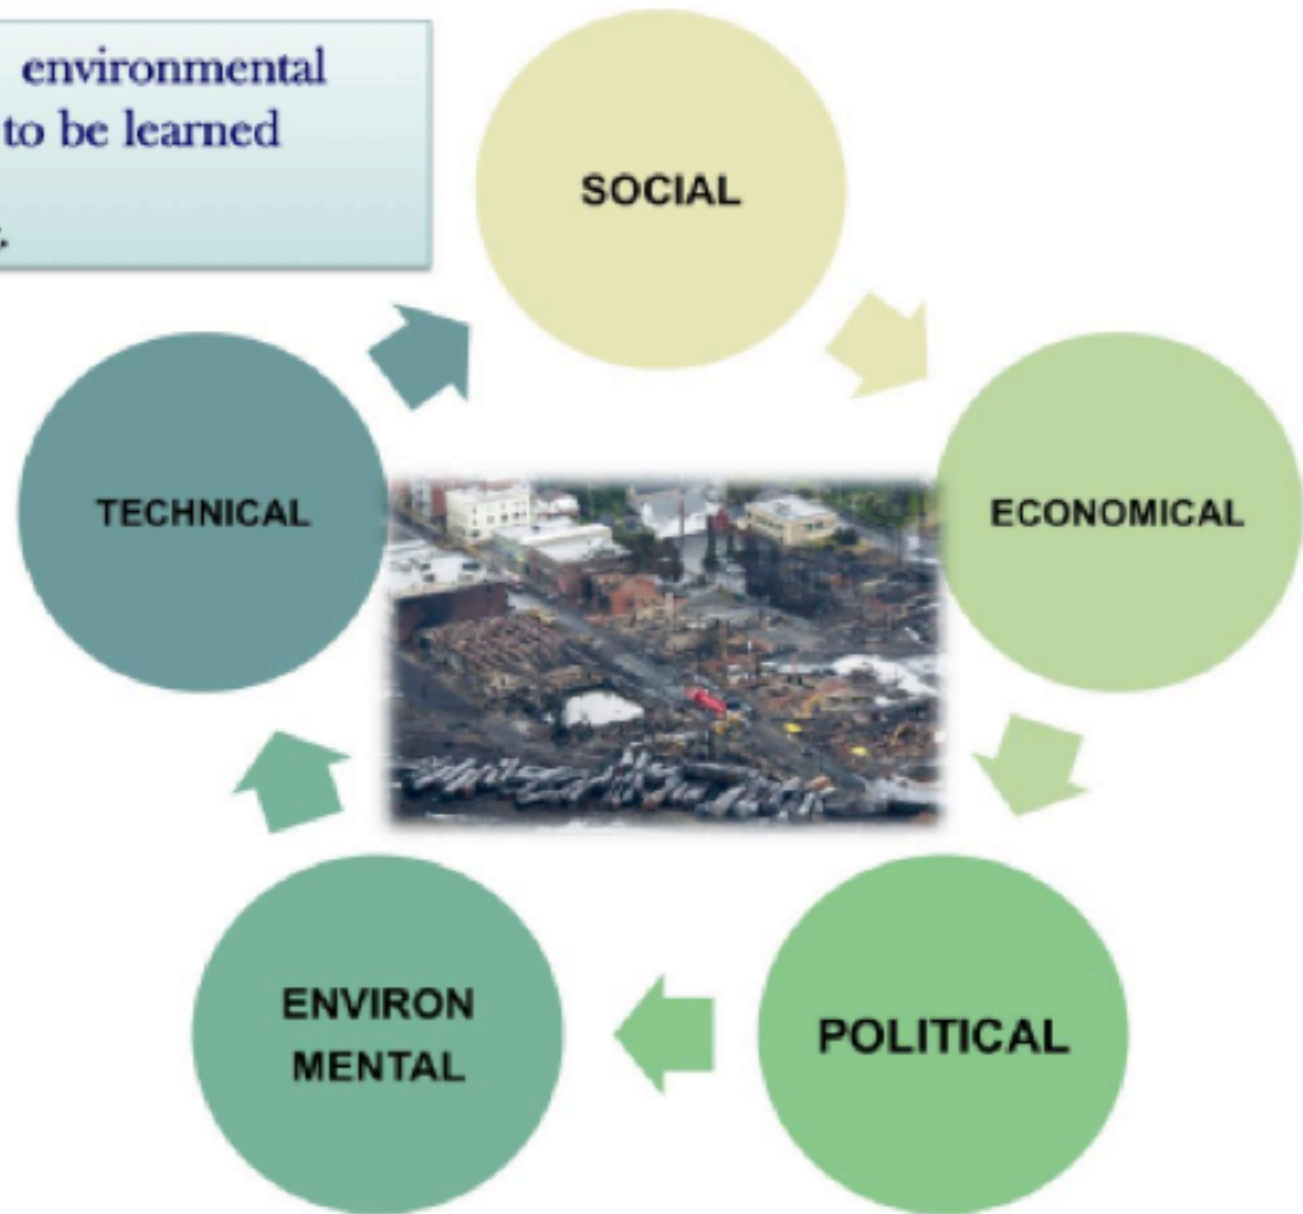 environmental
to be learned
SOCIAL
TECHNICAL
ECONOMICAL
ENVIRON
MENTAL
POLITICAL